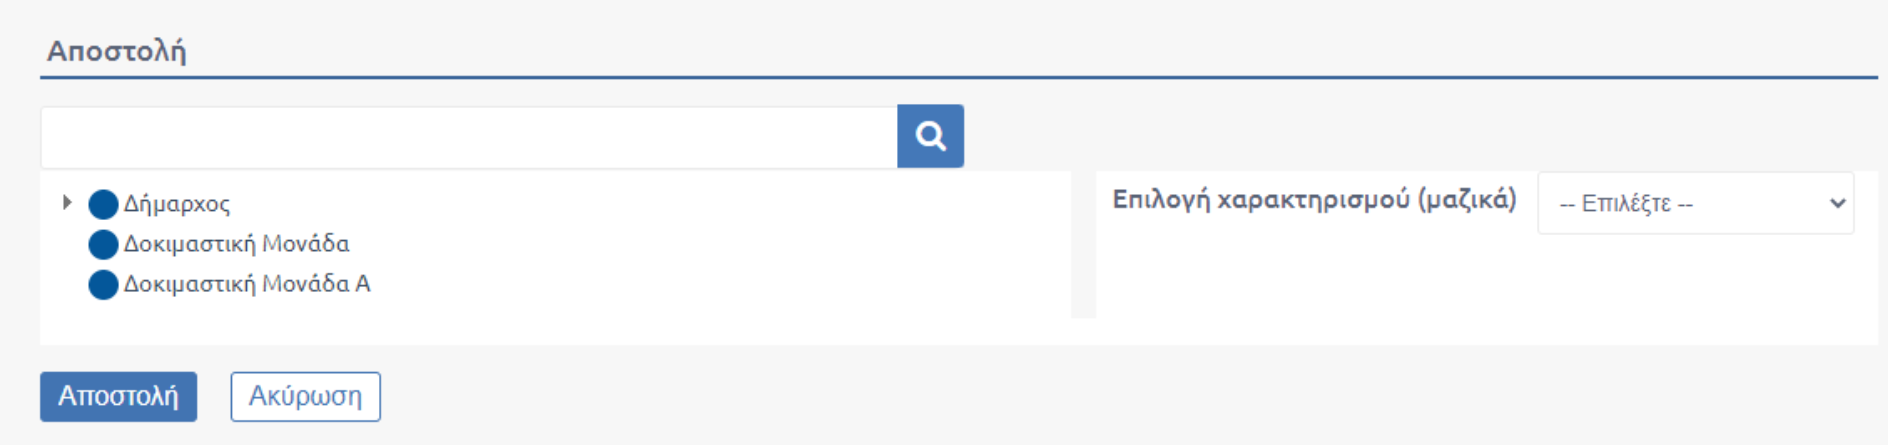 Αποστολή
Δήμαρχος
Δοκιμαστική Μονάδα
Δοκιμαστική Μονάδα Α
Επιλογή χαρακτηρισμού (μαζικά)
-- Επιλέξτε --
Αποστολή
Ακύρωση